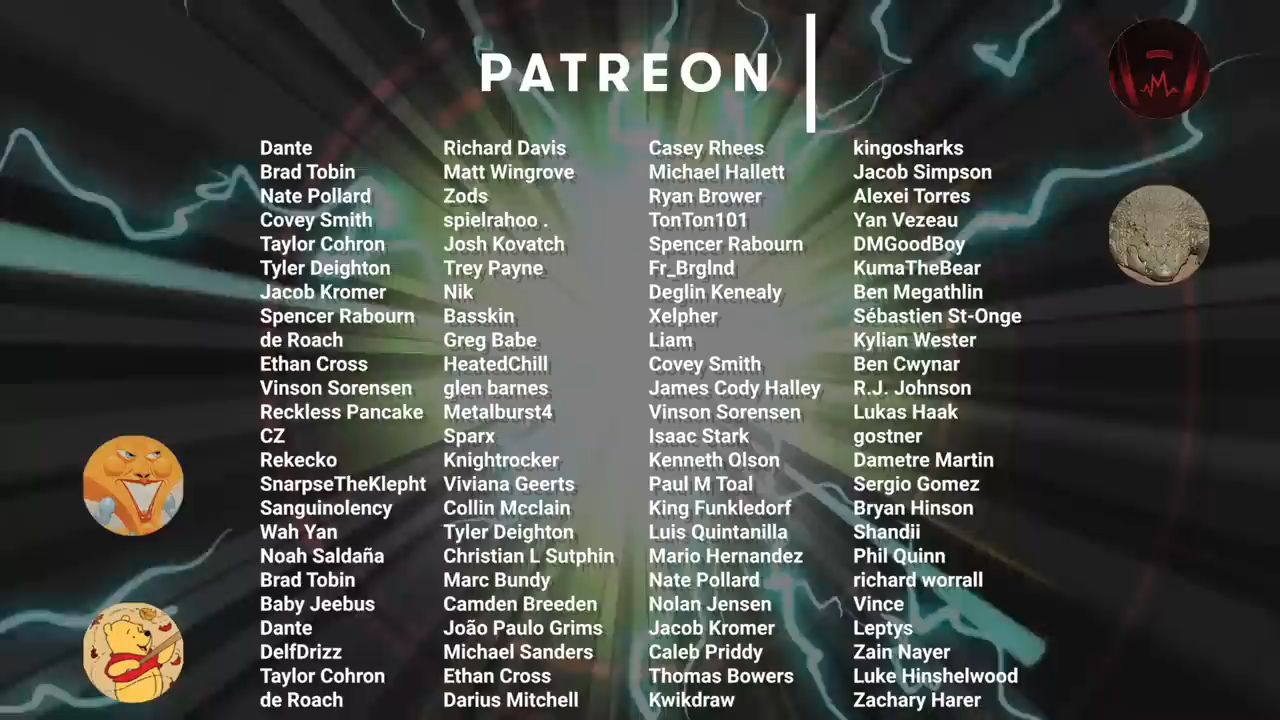 PATREON
Dante
Brad Tobin
Nate Pollard
Covey Smith
Taylor Cohron
Tyler Deighton
Jacob Kromer
Spencer Rabourn
de Roach
Ethan Cross
Vinson Sorensen
Reckless Pancake
CZ
Rekecko
SnarpseTheKlepht
Sanguinolency
Wah Yan
Noah Saldaña
Brad Tobin
Baby Jeebus
Dante
DelfDrizz
Taylor Cohron
de Roach
Richard Davis
Matt Wingrove
Zods
spielrahoo .
Josh Kovatch
Trey Payne
Nik
Basskin
Greg Babe
HeatedChill
glen barnes
Metalburst4
Sparx
Knightrocker
Viviana Geerts
Collin Mcclain
Tyler Deighton
Christian L Sutphin
Marc Bundy
Camden Breeden
João Paulo Grims
Michael Sanders
Ethan Cross
Darius Mitchell
Casey Rhees
Michael Hallett
Ryan Brower
TonTon101
Spencer Rabourn
Fr_Brglnd
Deglin Kenealy
Xelpher
Liam
Covey Smith
James Cody Halley
Vinson Sorensen
Isaac Stark
Kenneth Olson
Paul M Toal
King Funkledorf
Luis Quintanilla
Mario Hernandez
Nate Pollard
Nolan Jensen
Jacob Kromer
Caleb Priddy
Thomas Bowers
Kwikdraw
kingosharks
Jacob Simpson
Alexei Torres
Yan Vezeau
DMGoodBoy
KumaTheBear
Ben Megathlin
Sébastien St-Onge
Kylian Wester
Ben Cwynar
R.J. Johnson
Lukas Haak
gostner
Dametre Martin
Sergio Gomez
Bryan Hinson
Shandii
Phil Quinn
richard worrall
Vince
Leptys
Zain Nayer
Luke Hinshelwood
Zachary Harer